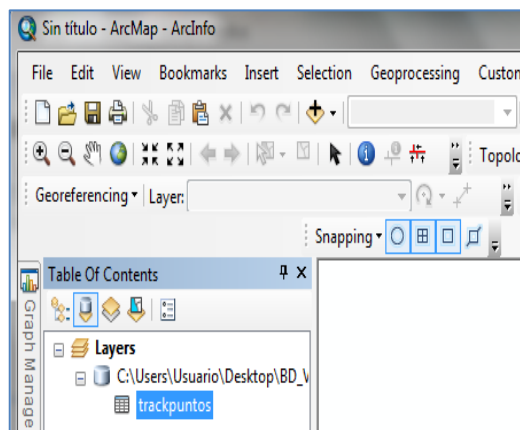 Sin título - ArcMap - ArcInfo
File Edit View Bookmarks Insert Selection Geoprocessing Custom
Topolo
Georeferencing Layer:
Snapping
Table Of Contents
Graph Manage
Layers
C:\Users\Usuario\Desktop\BD_V
trackpuntos